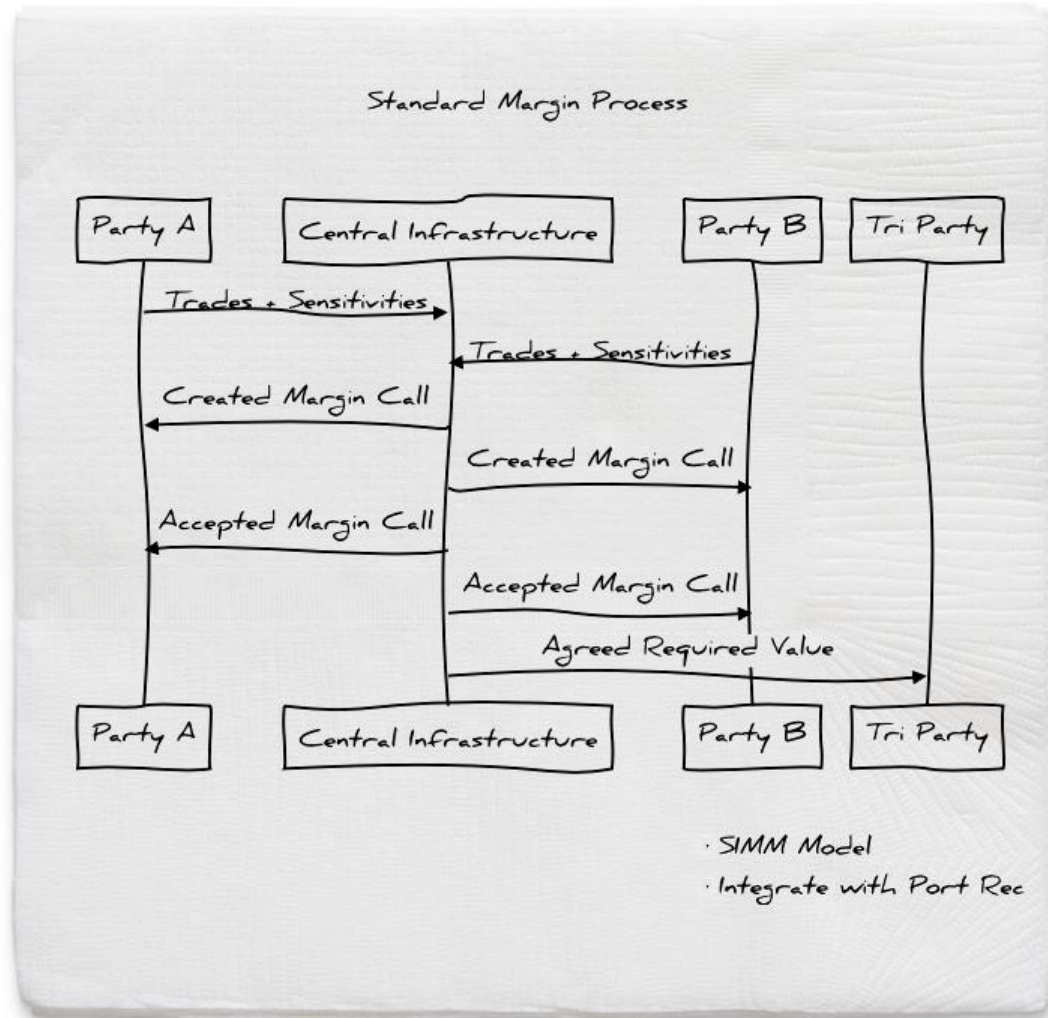 Standard Margin Process
Party A
Central Infrastructure
Party B
Tri Party
Trades + Sensitivities
Trades + Sensitivities
Created Margin Call
Created Margin Call
Accepted Margin Call
Accepted Margin Call
Agreed Required Value
Party A
Central Infrastructure
Party B
Tri Party
· SIMM Model
· Integrate with Port Rec